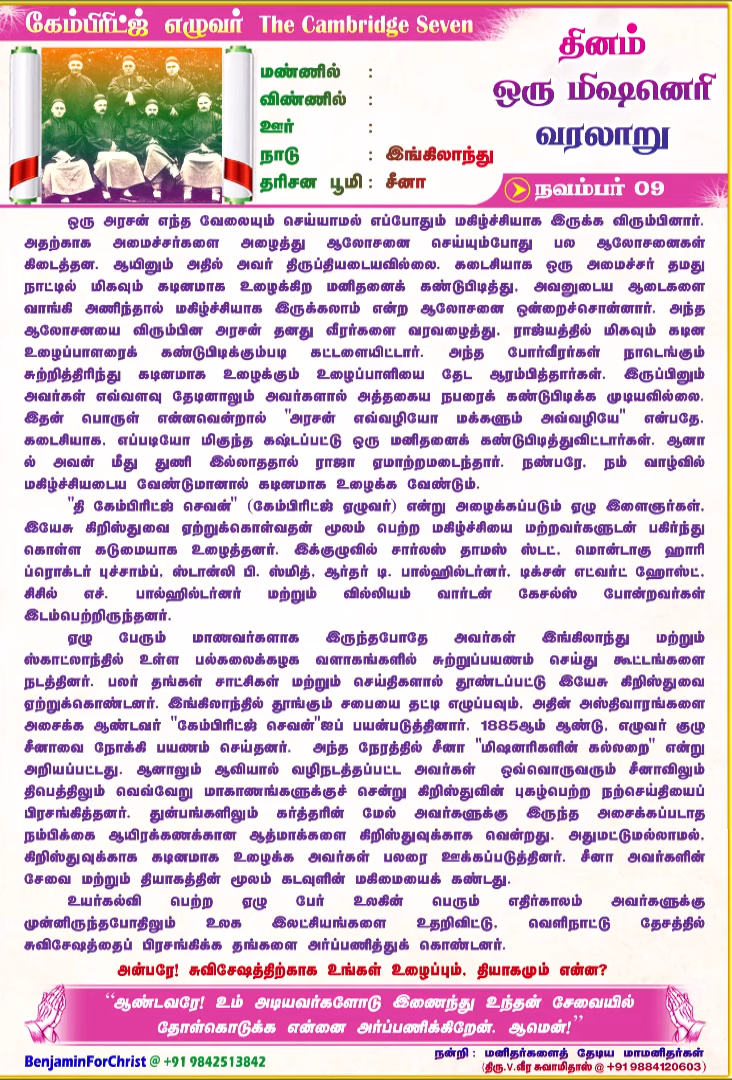 கேம்பிரிட்ஜ் எழுவர் The Cambridge Seven
தினம்
ஒரு மிஷனெரி
வரலாறு
மண்ணில் :
விண்ணில் :
ஊர் :
நாடு : இங்கிலாந்து
தரிசன பூமி : சீனா
நவம்பர் 09
ஒரு அரசன் எந்த வேலையும் செய்யாமல் எப்போதும் மகிழ்ச்சியாக இருக்க விரும்பினார்.
அதற்காக அமைச்சர்களை அழைத்து ஆலோசனை செய்யும்போது பல ஆலோசனைகள்
கிடைத்தன. ஆயினும் அதில் அவர் திருப்தியடையவில்லை. கடைசியாக ஒரு அமைச்சர் தமது
நாட்டில் மிகவும் கடினமாக உழைக்கிற மனிதனைக் கண்டுபிடித்து, அவனுடைய ஆடைகளை
வாங்கி அணிந்தால் மகிழ்ச்சியாக இருக்கலாம் என்ற ஆலோசனை ஒன்றைச்சொன்னார். அந்த
ஆலோசனயை விரும்பின அரசன் தனது வீரர்களை வரவழைத்து, ராஜ்யத்தில் மிகவும் கடின
உழைப்பாளரைக் கண்டுபிடிக்கும்படி கட்டளையிட்டார். அந்த போர்வீரர்கள் நாடெங்கும்
சுற்றித்திரிந்து கடினமாக உழைக்கும் உழைப்பாளியை தேட ஆரம்பித்தார்கள். இருப்பினும்
அவர்கள் எவ்வளவு தேடினாலும் அவர்களால் அத்தகைய நபரைக் கண்டுபிடிக்க முடியவில்லை.
இதன் பொருள் என்னவென்றால் "அரசன் எவ்வழியோ மக்களும் அவ்வழியே" என்பதே.
கடைசியாக, எப்படியோ மிகுந்த கஷ்டப்பட்டு ஒரு மனிதனைக் கண்டுபிடித்துவிட்டார்கள். ஆனா
ல் அவன் மீது துணி இல்லாததால் ராஜா ஏமாற்றமடைந்தார். நண்பரே, நம் வாழ்வில்
மகிழ்ச்சியடைய வேண்டுமானால் கடினமாக உழைக்க வேண்டும்.
"தி கேம்பிரிட்ஜ் செவன்" (கேம்பிரிட்ஜ் ஏழுவர்) என்று அழைக்கப்படும் ஏழு இளைஞர்கள்,
இயேசு கிறிஸ்துவை ஏற்றுக்கொள்வதன் மூலம் பெற்ற மகிழ்ச்சியை மற்றவர்களுடன் பகிர்ந்து
கொள்ள கடுமையாக உழைத்தனர். இக்குழுவில் சார்லஸ் தாமஸ் ஸ்டட், மொன்டாகு ஹாரி
ப்ரொக்டர் புச்சாம்ப், ஸ்டான்லி பி. ஸ்மித், ஆர்தர் டி. பால்ஹில்டர்னர், டிக்சன் எட்வர்ட் ஹோஸ்ட்,
சிசில் எச். பால்ஹில்டர்னர் மற்றும் வில்லியம் வார்டன் கேசல்ஸ் போன்றவர்கள்
இடம்பெற்றிருந்தனர்.
ஏழு பேரும் மாணவர்களாக இருந்தபோதே அவர்கள் இங்கிலாந்து மற்றும்
ஸ்காட்லாந்தில் உள்ள பல்கலைக்கழக வளாகங்களில் சுற்றுப்பயணம் செய்து கூட்டங்களை
நடத்தினர். பலர் தங்கள் சாட்சிகள் மற்றும் செய்திகளால் தூண்டப்பட்டு இயேசு கிறிஸ்துவை
ஏற்றுக்கொண்டனர். இங்கிலாந்தில் தூங்கும் சபையை தட்டி எழுப்பவும், அதின் அஸ்திவாரங்களை
அசைக்க ஆண்டவர் "கேம்பிரிட்ஜ் செவன்"ஐப் பயன்படுத்தினார். 1885ஆம் ஆண்டு, எழுவர் குழு
சீனாவை நோக்கி பயணம் செய்தனர். அந்த நேரத்தில் சீனா "மிஷனரிகளின் கல்லறை" என்று
அறியப்பட்டது. ஆனாலும் ஆவியால் வழிநடத்தப்பட்ட அவர்கள் ஒவ்வொருவரும் சீனாவிலும்
திபெத்திலும் வெவ்வேறு மாகாணங்களுக்குச் சென்று கிறிஸ்துவின் புகழ்பெற்ற நற்செய்தியைப்
பிரசங்கித்தனர். துன்பங்களிலும் கர்த்தரின் மேல் அவர்களுக்கு இருந்த அசைக்கப்படாத
நம்பிக்கை ஆயிரக்கணக்கான ஆத்மாக்களை கிறிஸ்துவுக்காக வென்றது. அதுமட்டுமல்லாமல்,
கிறிஸ்துவுக்காக கடினமாக உழைக்க அவர்கள் பலரை ஊக்கப்படுத்தினர். சீனா அவர்களின்
சேவை மற்றும் தியாகத்தின் மூலம் கடவுளின் மகிமையைக் கண்டது.
உயர்கல்வி பெற்ற ஏழு பேர் உலகின் பெரும் எதிர்காலம் அவர்களுக்கு
முன்னிருந்தபோதிலும் உலக இலட்சியங்களை உதறிவிட்டு, வெளிநாட்டு தேசத்தில்
சுவிசேஷத்தைப் பிரசங்கிக்க தங்களை அர்ப்பணித்துக் கொண்டனர்.
அன்பரே! சுவிசேஷத்திற்காக உங்கள் உழைப்பும், தியாகமும் என்ன?
“ஆண்டவரே! உம் அடியவர்களோடு இணைந்து உந்தன் சேவையில்
தோள்கொடுக்க என்னை அர்ப்பணிக்கிறேன். ஆமென்!”
BenjaminForChrist @ +91 9842513842
நன்றி : மனிதர்களைத் தேடிய மாமனிதர்கள்
(திரு.V.வீர சுவாமிதாஸ் @ +91 9884120603)